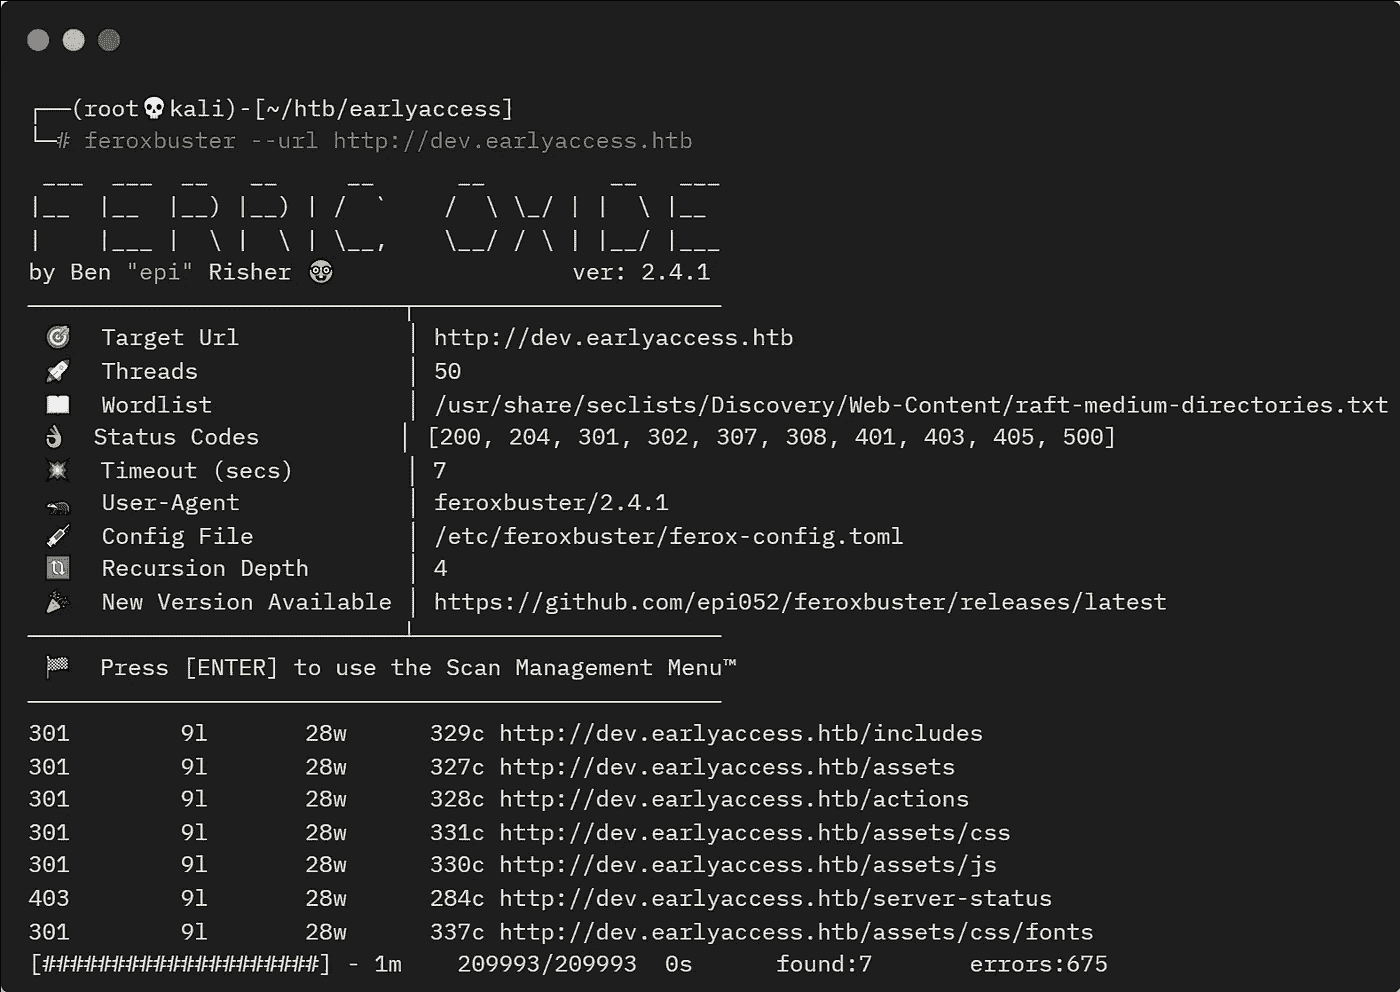 ┌──(root💀kali)-[~/htb/earlyaccess]
└─# feroxbuster --url http://dev.earlyaccess.htb
 ___  ___  __   __     __      __         __   ___
|__  |__  |__) |__) | /  `    /  \ \_/ | |  \ |__
|    |___ |  \ |  \ | \__,    \__/ / \ | |__/ |___
by Ben "epi" Risher 🤓                 ver: 2.4.1
───────────────────────────┬──────────────────────
 🎯  Target Url            │ http://dev.earlyaccess.htb
 🚀  Threads               │ 50
 📖  Wordlist              │ /usr/share/seclists/Discovery/Web-Content/raft-medium-directories.txt
 👌  Status Codes          │ [200, 204, 301, 302, 307, 308, 401, 403, 405, 500]
 💥  Timeout (secs)        │ 7
 🦡  User-Agent            │ feroxbuster/2.4.1
 💉  Config File           │ /etc/feroxbuster/ferox-config.toml
 🔃  Recursion Depth       │ 4
 🎉  New Version Available │ https://github.com/epi052/feroxbuster/releases/latest
───────────────────────────┴──────────────────────
 🏁  Press [ENTER] to use the Scan Management Menu™
──────────────────────────────────────────────────
301        9l       28w      329c http://dev.earlyaccess.htb/includes
301        9l       28w      327c http://dev.earlyaccess.htb/assets
301        9l       28w      328c http://dev.earlyaccess.htb/actions
301        9l       28w      331c http://dev.earlyaccess.htb/assets/css
301        9l       28w      330c http://dev.earlyaccess.htb/assets/js
403        9l       28w      284c http://dev.earlyaccess.htb/server-status
301        9l       28w      337c http://dev.earlyaccess.htb/assets/css/fonts
[####################] - 1m    209993/209993  0s      found:7       errors:675